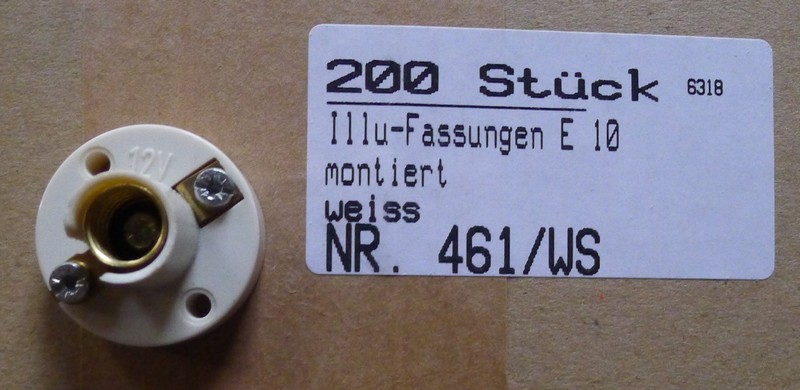 12V
200 Stück 6318
Illu-Fassungen E 10
montiert
weiss
NR. 461/WS